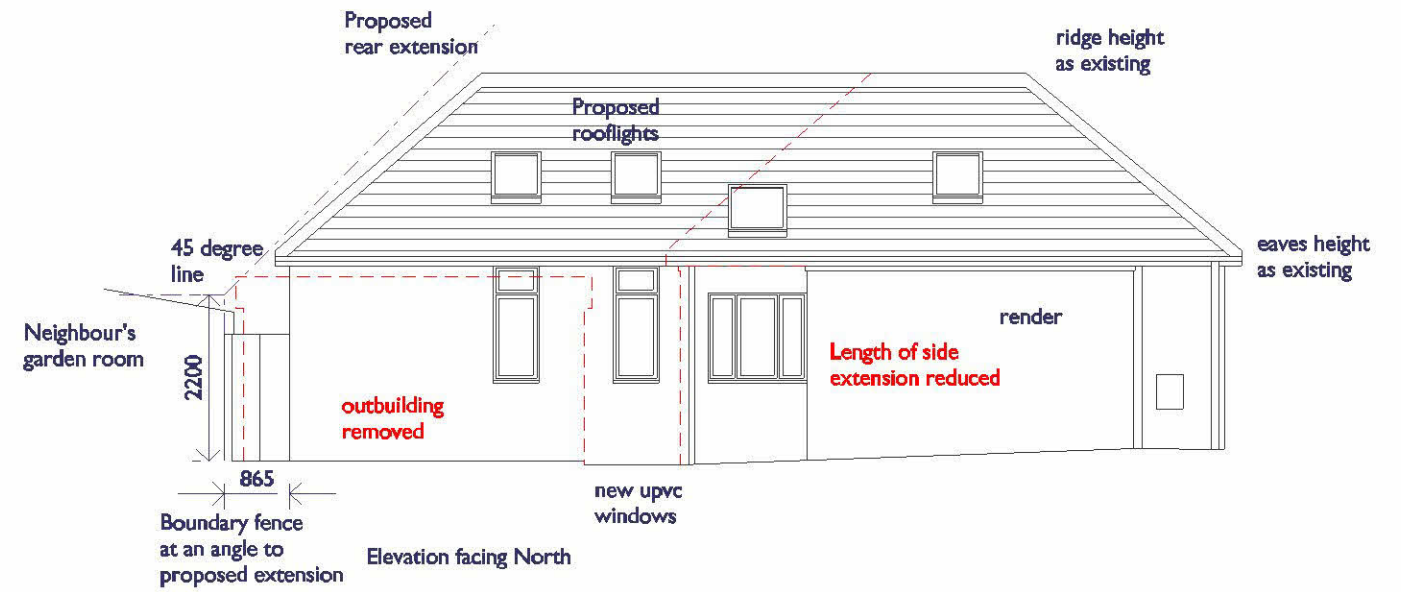 Proposed
rear extension
ridge height
as existing
Proposed
rooflights
45 degree
line
eaves height
as existing
Neighbour's
garden room
2200
render
Length of side
extension reduced
outbuilding
removed
865
new upvc
windows
Boundary fence
at an angle to
proposed extension
Elevation facing North